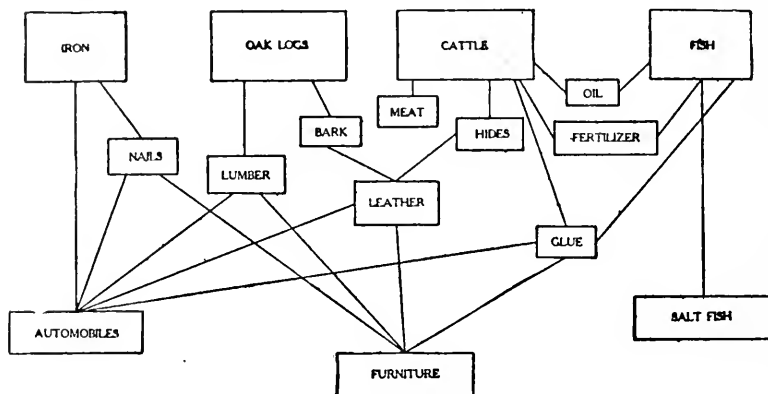 IRON
OAK LOGS
CATTLE
FISH
OIL
MEAT
BARK
HIDES
FERTILIZER
NAILS
LUMBER
LEATHER
GLUE
AUTOMOBILES
SALT FISH
FURNITURE